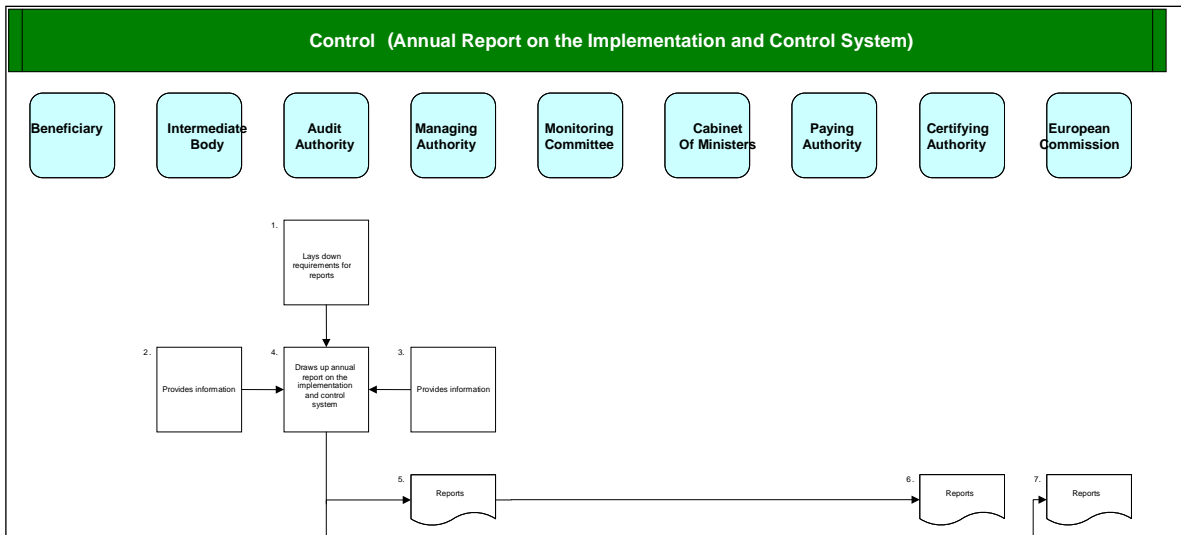 Control (Annual Report on the Implementation and Control System)
Beneficiary
Intermediate
Body
Audit
Authority
Managing
Authority
Monitoring
Committee
Cabinet
Of Ministers
Paying
Authority
Certifying
Authority
European
Commission
1.
Lays down
requirements for
reports
2.
Provides information
4.
Draws up annual
report on the
implementation
and control
system
3.
Provides information
5.
Reports
6.
Reports
7.
Reports